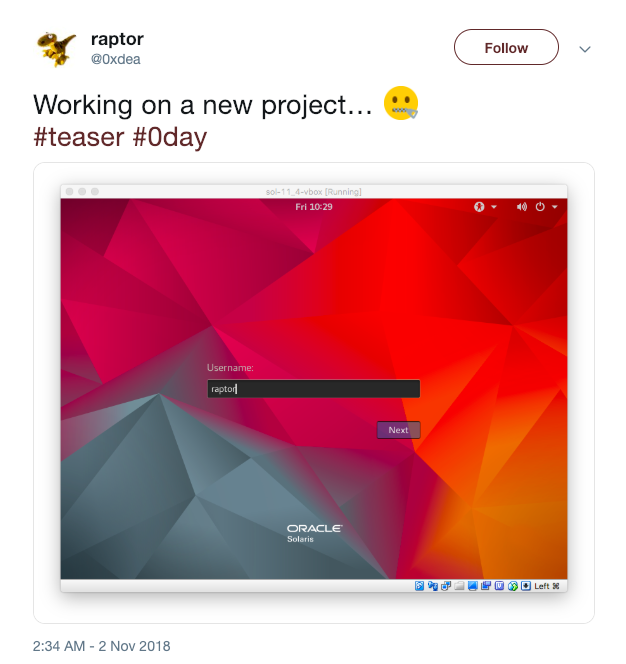 raptor
@0xdea
Follow
Working on a new project...
#teaser #0day
sol-11_4-vbox [Running]
Fri 10:29
Username:
raptor
Next
ORACLE
Solaris
Left ⌘
2:34 AM - 2 Nov 2018